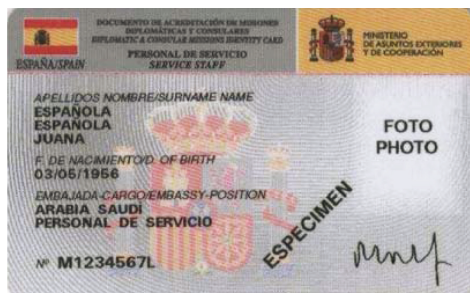 ESPAÑA/SPAIN
DOCUMENTO DE ACREDITACIÓN DE MISIONES
DIPLOMÁTICAS Y CONSULARES
DIPLOMATIC & CONSULAR MISSIONS IDENTITY CARD
PERSONAL DE SERVICIO
SERVICE STAFF
MINISTERIO
DE ASUNTOS EXTERIORES
Y DE COOPERACIÓN
APELLIDOS NOMBRE/SURNAME NAME
ESPAÑOLA
ESPAÑOLA
JUANA
F. DE NACIMIENTO/D. OF BIRTH
03/05/1956
EMBAJADA-CARGO/EMBASSY-POSITION
ARABIA SAUDI
PERSONAL DE SERVICIO
Nº M1234567L
FOTO
PHOTO
ESPECIMEN